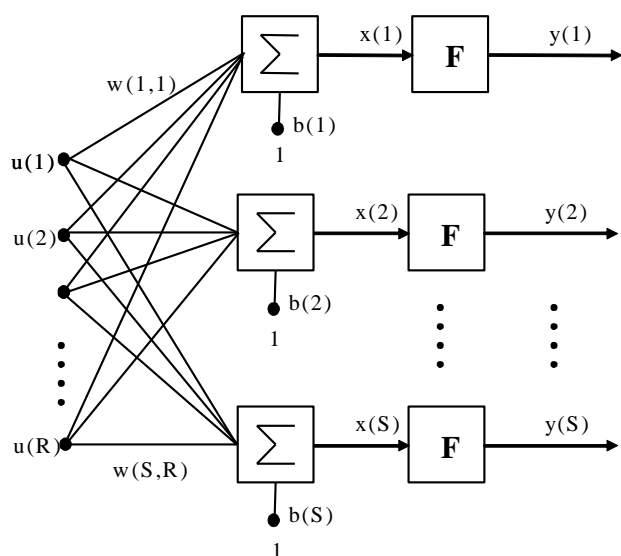 x(1)
y(1)
Σ
F
w(1,1)
b(1)
1
u(1)
x(2)
y(2)
u(2)
Σ
F
b(2)
1
x(S)
y(S)
u(R)
Σ
F
w(S,R)
b(S)
1